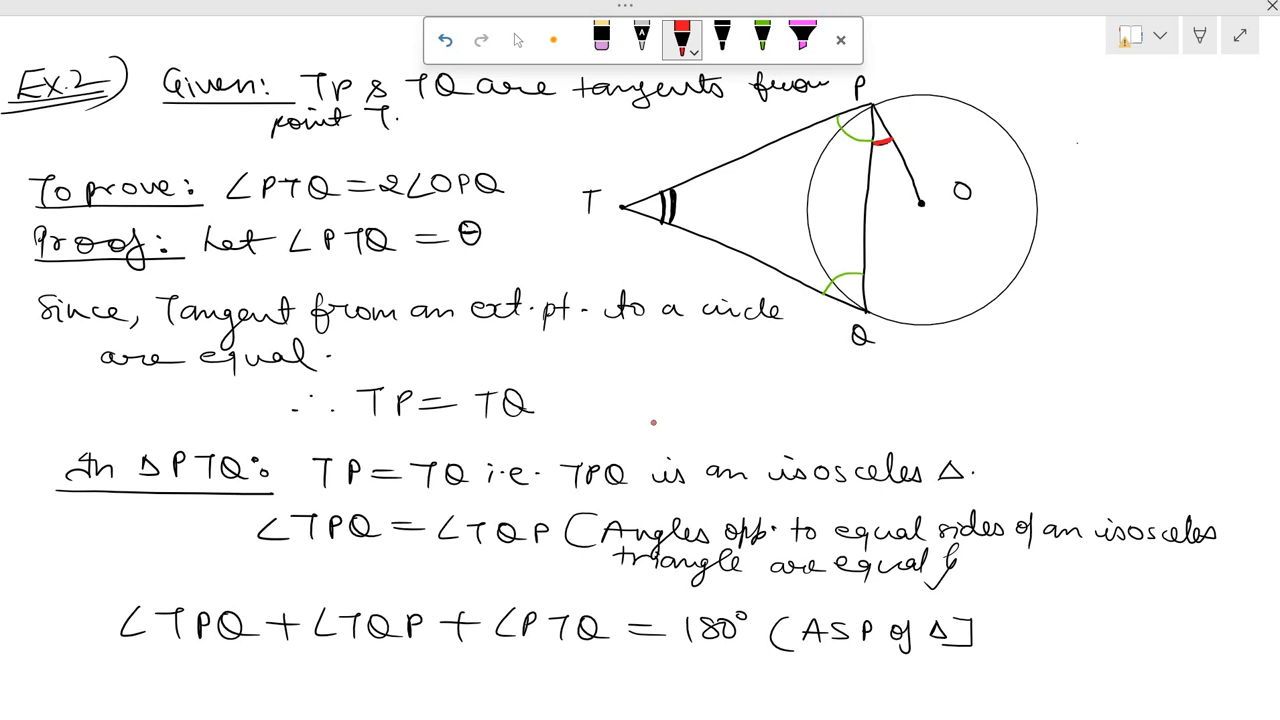 Ex.2) Given: TP & TQ are tangents from
point T.
To prove: ∠PTQ = 2∠OPQ
Proof: Let ∠PTQ = θ
Since, Tangent from an ext. pt. to a circle
are equal.
∴ TP = TQ
In ΔPTQ: TP = TQ i.e. TPQ is an isosceles Δ.
∠TPQ = ∠TQP (Angles opp. to equal sides of an isosceles
triangle are equal)
∠TPQ + ∠TQP + ∠PTQ = 180° (ASP of Δ]
P
T
O
Q